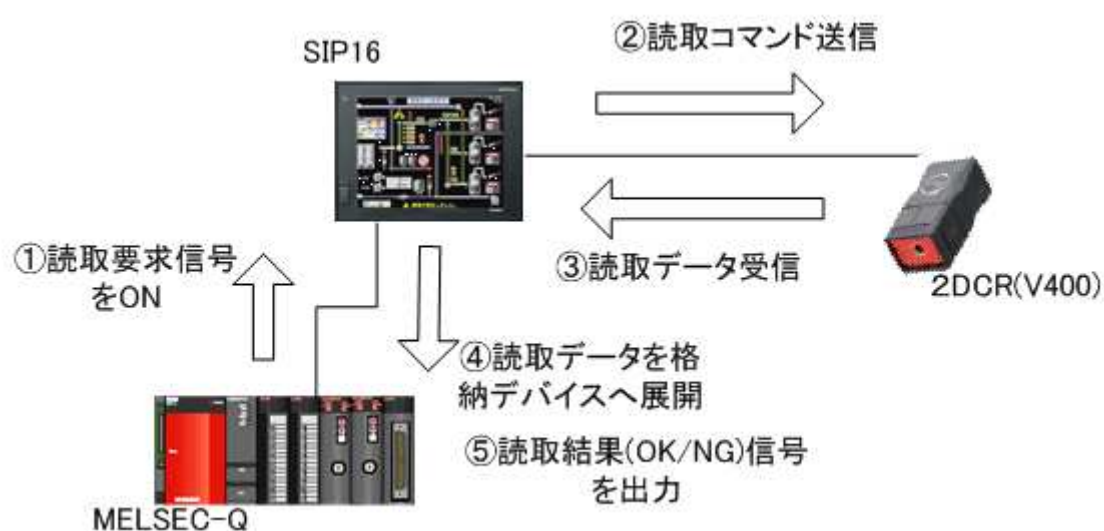 SIP16
②読取コマンド送信
①読取要求信号
をON
③読取データ受信
2DCR(V400)
④読取データを格
納デバイスへ展開
⑤読取結果(OK/NG)信号
を出力
MELSEC-Q